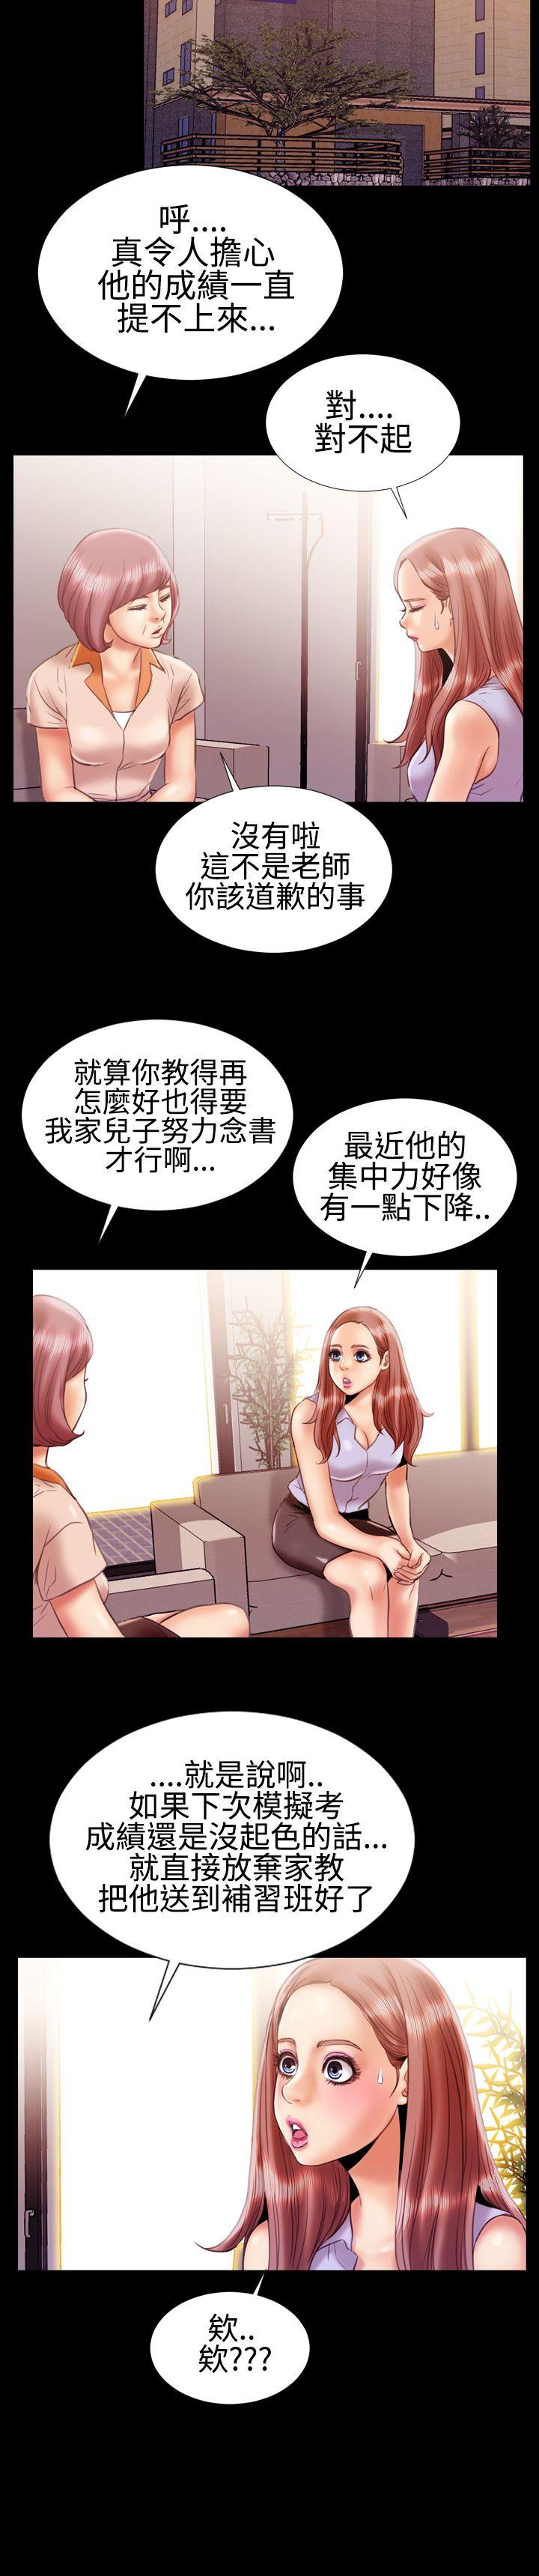 呼....
真令人擔心
他的成績一直
提不上來...
對....
對不起
沒有啦
這不是老師
你該道歉的事
就算你教得再
怎麼好也得要
我家兒子努力念書
才行啊...
最近他的
集中力好像
有一點下降..
....就是說啊..
如果下次模擬考
成績還是沒起色的話...
就直接放棄家教
把他送到補習班好了
欸..
欸???